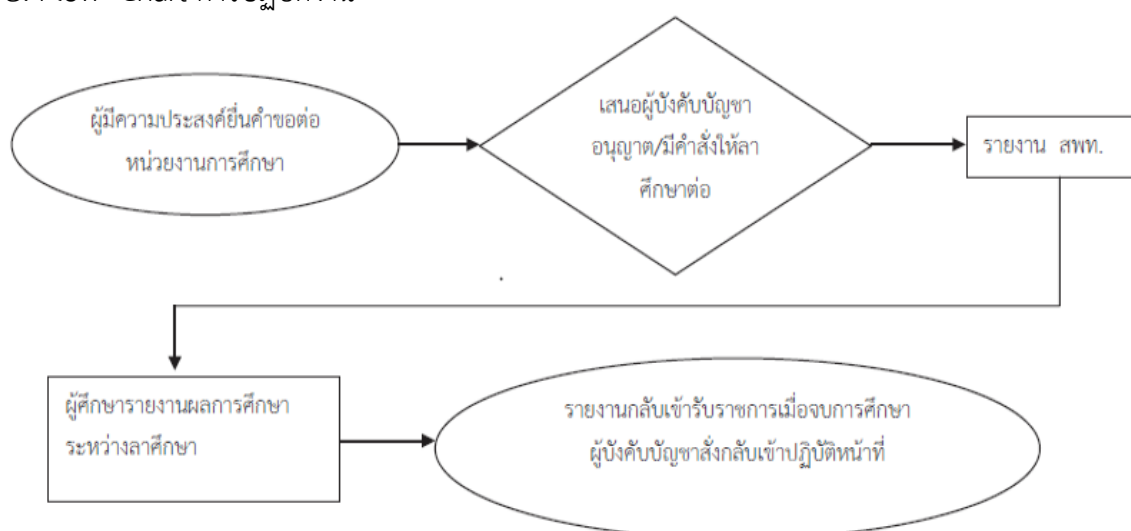 ผู้มีความประสงค์ยื่นคำขอต่อ
หน่วยงานการศึกษา
เสนอผู้บังคับบัญชา
อนุญาต/มีคำสั่งให้ลา
ศึกษาต่อ
รายงาน สพท.
ผู้ศึกษารายงานผลการศึกษา
ระหว่างลาศึกษา
รายงานกลับเข้ารับราชการเมื่อจบการศึกษา
ผู้บังคับบัญชาสั่งกลับเข้าปฏิบัติหน้าที่